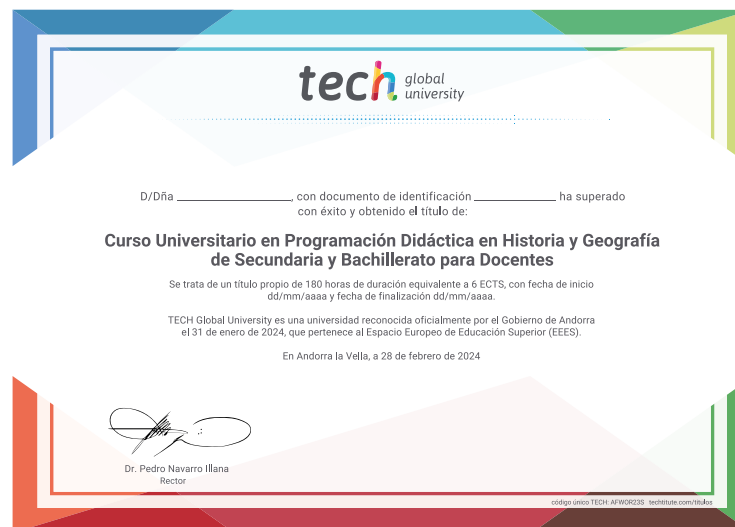 tech global university
D/Dña ______________, con documento de identificación __________ ha superado
con éxito y obtenido el título de:
Curso Universitario en Programación Didáctica en Historia y Geografía
de Secundaria y Bachillerato para Docentes
Se trata de un título propio de 180 horas de duración equivalente a 6 ECTS, con fecha de inicio
dd/mm/aaaa y fecha de finalización dd/mm/aaaa.
TECH Global University es una universidad reconocida oficialmente por el Gobierno de Andorra
el 31 de enero de 2024, que pertenece al Espacio Europeo de Educación Superior (EEES).
En Andorra la Vella, a 28 de febrero de 2024
Dr. Pedro Navarro Illana
Rector
código único TECH: AFWOR23S techtitute.com/titulos